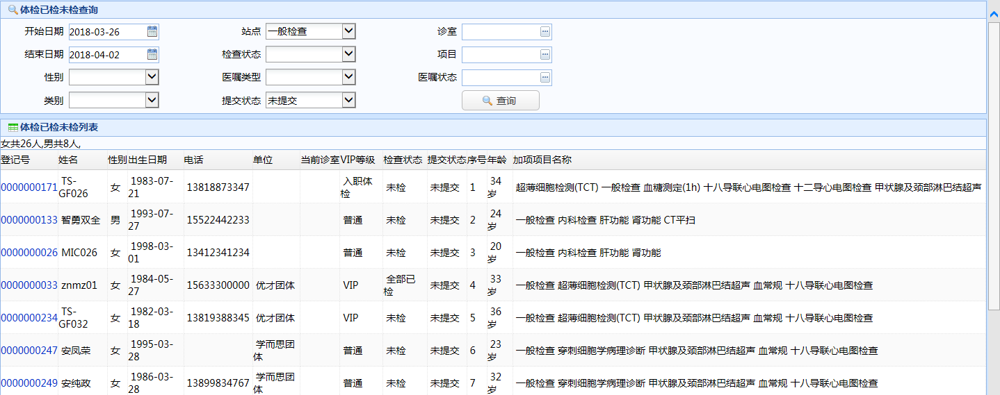 体检已检未检查询
开始日期 2018-03-26 站点 一般检查 诊室
结束日期 2018-04-02 检查状态 项目
性别 医嘱类型 医嘱状态
类别 提交状态 未提交 查询
体检已检未检列表
女共26人,男共8人,
登记号 姓名 性别 出生日期 电话 单位 当前诊室 VIP等级 检查状态 提交状态 序号 年龄 加项项目名称
0000000171 TS-GF026 女 1983-07-21 13818873347 入职体检 未检 未提交 1 34岁 超薄细胞检测(TCT) 一般检查 血糖测定(1h) 十八导联心电图检查 十二导心电图检查 甲状腺及颈部淋巴结超声
0000000133 智勇双全 男 1993-07-27 15522442233 普通 未检 未提交 2 24岁 一般检查 内科检查 肝功能 肾功能 CT平扫
0000000026 MIC026 女 1998-03-01 13412341234 普通 未检 未提交 3 20岁 一般检查 内科检查 肝功能 肾功能
0000000033 znmz01 女 1984-05-27 15633300000 优才团体 VIP 全部已检 未提交 4 33岁 一般检查 超薄细胞检测(TCT) 甲状腺及颈部淋巴结超声 血常规 十八导联心电图检查
0000000234 TS-GF032 女 1982-03-18 13819388345 优才团体 VIP 未检 未提交 5 36岁 一般检查 超薄细胞检测(TCT) 甲状腺及颈部淋巴结超声 血常规 十八导联心电图检查
0000000247 安凤荣 女 1995-03-28 学而思团体 普通 未检 未提交 6 23岁 一般检查 穿刺细胞学病理诊断 甲状腺及颈部淋巴结超声 血常规 十八导联心电图检查
0000000249 安纯政 女 1986-03-28 13899834767 学而思团体 普通 未检 未提交 7 32岁 一般检查 穿刺细胞学病理诊断 甲状腺及颈部淋巴结超声 血常规 十八导联心电图检查